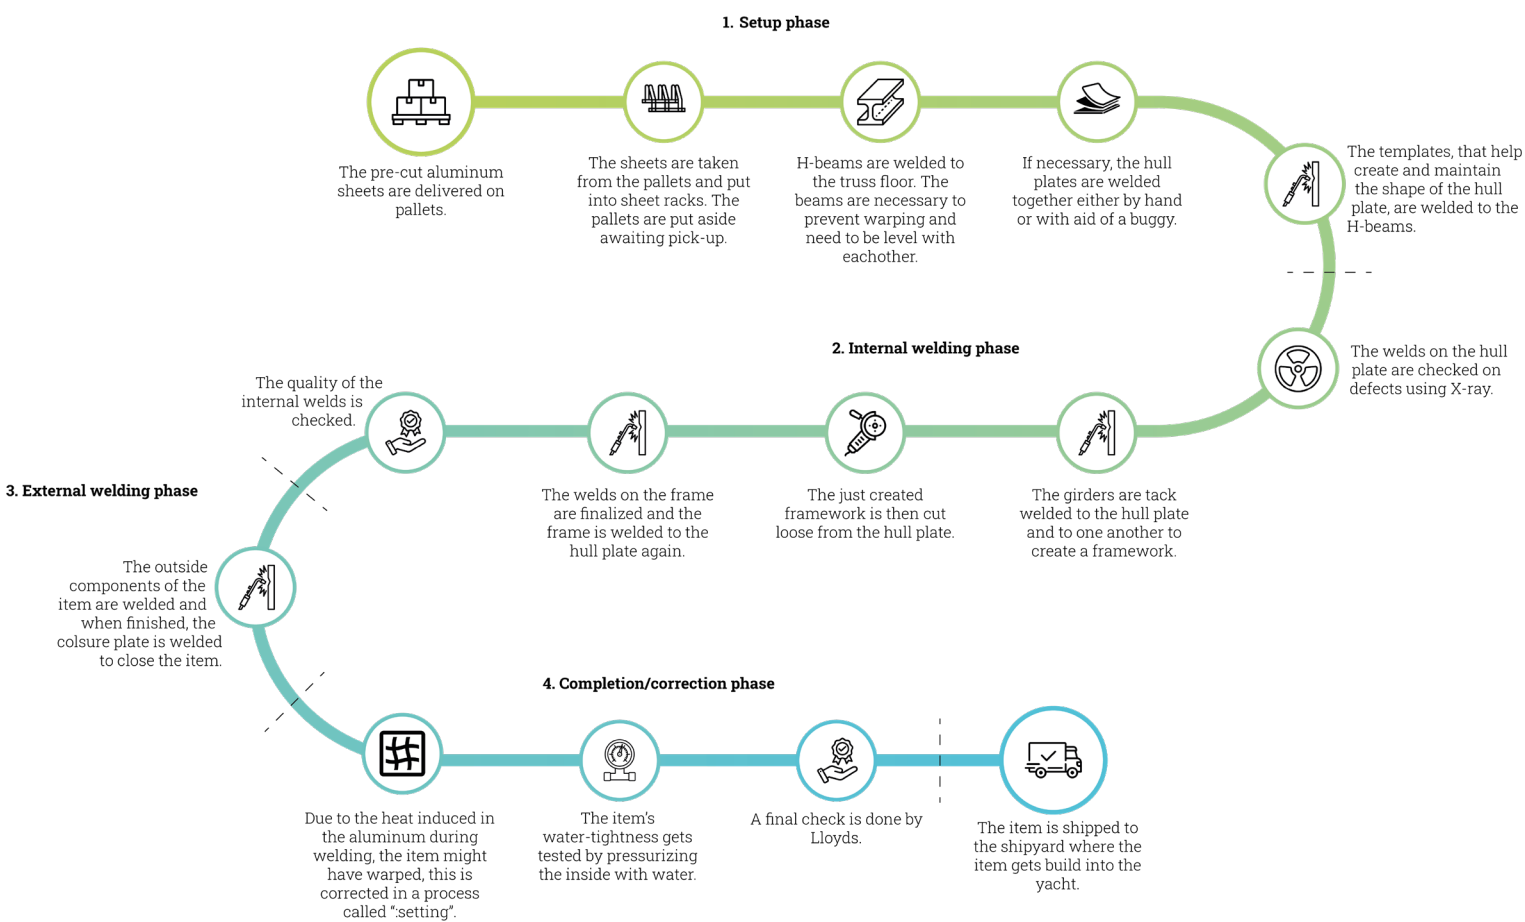 1. Setup phase
The pre-cut aluminum
sheets are delivered on
pallets.
The sheets are taken
from the pallets and put
into sheet racks. The
pallets are put aside
awaiting pick-up.
H-beams are welded to
the truss floor. The
beams are necessary to
prevent warping and
need to be level with
eachother.
If necessary, the hull
plates are welded
together either by hand
or with aid of a buggy.
The templates, that help
create and maintain
the shape of the hull
plate, are welded to the
H-beams.
2. Internal welding phase
The welds on the hull
plate are checked on
defects using X-ray.
The girders are tack
welded to the hull plate
and to one another to
create a framework.
The just created
framework is then cut
loose from the hull plate.
The welds on the frame
are finalized and the
frame is welded to the
hull plate again.
The quality of the
internal welds is
checked.
3. External welding phase
The outside
components of the
item are welded and
when finished, the
colsure plate is welded
to close the item.
4. Completion/correction phase
Due to the heat induced in
the aluminum during
welding, the item might
have warped, this is
corrected in a process
called “:setting”.
The item’s
water-tightness gets
tested by pressurizing
the inside with water.
A final check is done by
Lloyds.
The item is shipped to
the shipyard where the
item gets build into the
yacht.